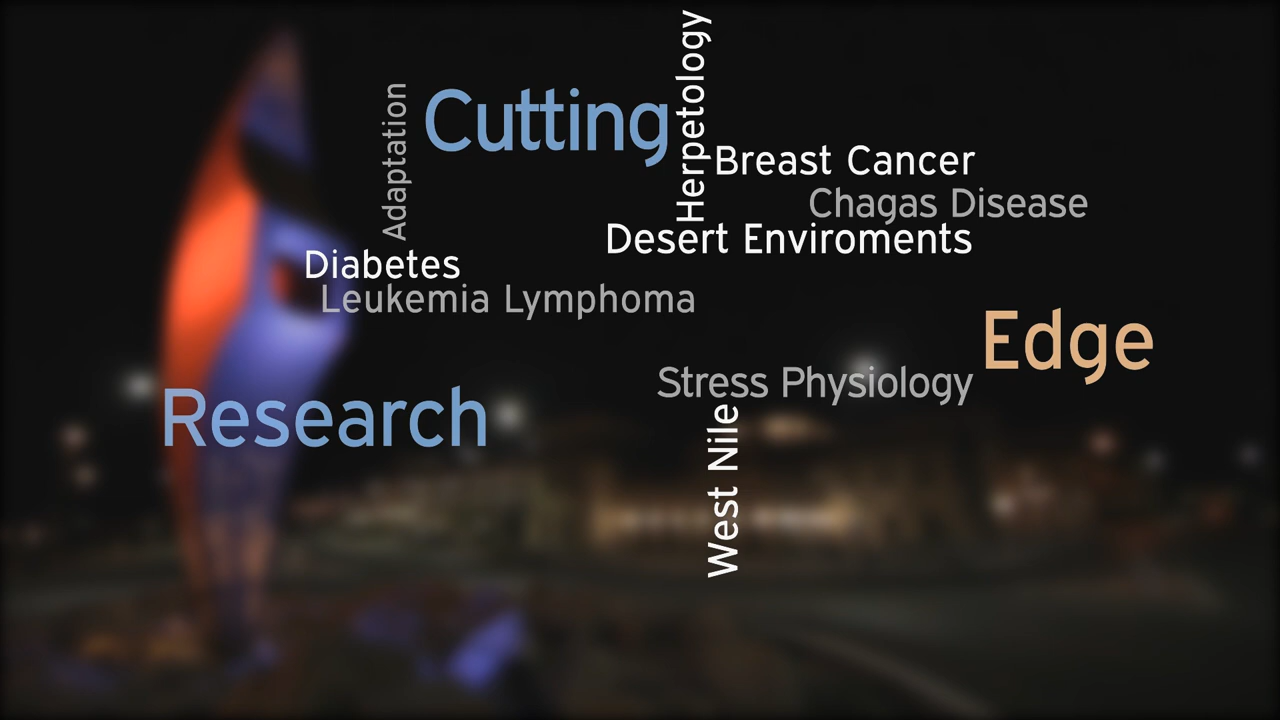 Herpetology
Adaptation
Cutting
Breast Cancer
Chagas Disease
Desert Enviroments
Diabetes
Leukemia Lymphoma
Edge
Stress Physiology
Research
West Nile